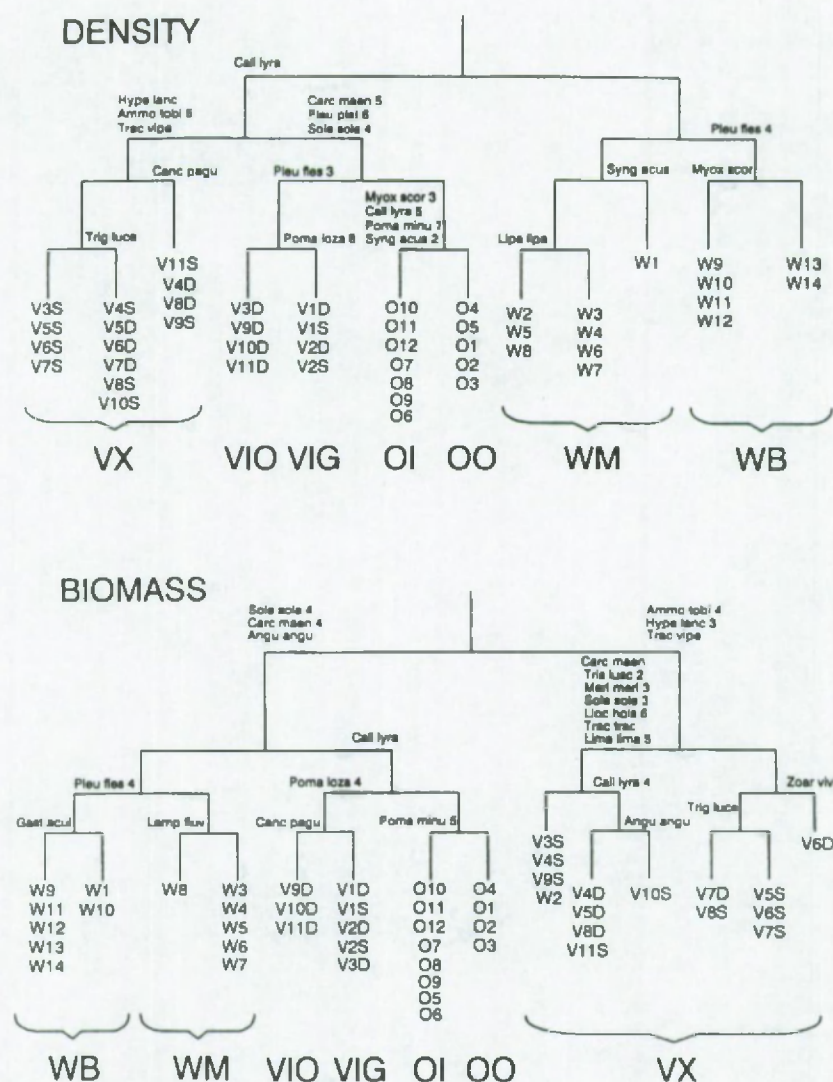 DENSITY
Call lyra
Hype lanc
Ammo tobi 6
Trac vipe
Carc maen 5
Pleu plat 6
Sole sole 4
Pleu fles 4
Canc pagu
Pleu fles 3
Syng acus
Myox scor
Myox scor 3
Call lyra 5
Poma minu 7
Syng acus 2
Trig luce
Poma loza 8
Lipa lipa
V11S
V4D
V8D
V9S
W1
W9
W10
W11
W12
W13
W14
V3S
V5S
V6S
V7S
V4S
V5D
V6D
V7D
V8S
V10S
V3D
V9D
V10D
V11D
V1D
V1S
V2D
V2S
O10
O11
O12
O7
O8
O9
O6
O4
O5
O1
O2
O3
W2
W5
W8
W3
W4
W6
W7
VX VIO VIG OI OO WM WB
BIOMASS
Sole sole 4
Carc maen 4
Angu angu
Ammo tobi 4
Hype lanc 3
Trac vipe
Carc maen
Tris lusc 2
Merl merl 3
Sole sole 3
Lioc hols 6
Trac trac
Lima lima 5
Call lyra
Pleu fles 4
Poma loza 4
Call lyra 4
Zoar vivi
Trig luce
Gast acul
Lamp fluv
Canc pagu
Poma minu 5
Angu angu
V3S
V4S
V9S
W2
V6D
W9
W11
W12
W13
W14
W1
W10
W8
W3
W4
W5
W6
W7
V9D
V10D
V11D
V1D
V1S
V2D
V2S
V3D
O10
O11
O12
O7
O8
O9
O5
O6
O4
O1
O2
O3
V4D
V5D
V8D
V11S
V10S
V7D
V8S
V5S
V6S
V7S
WB WM VIO VIG OI OO VX